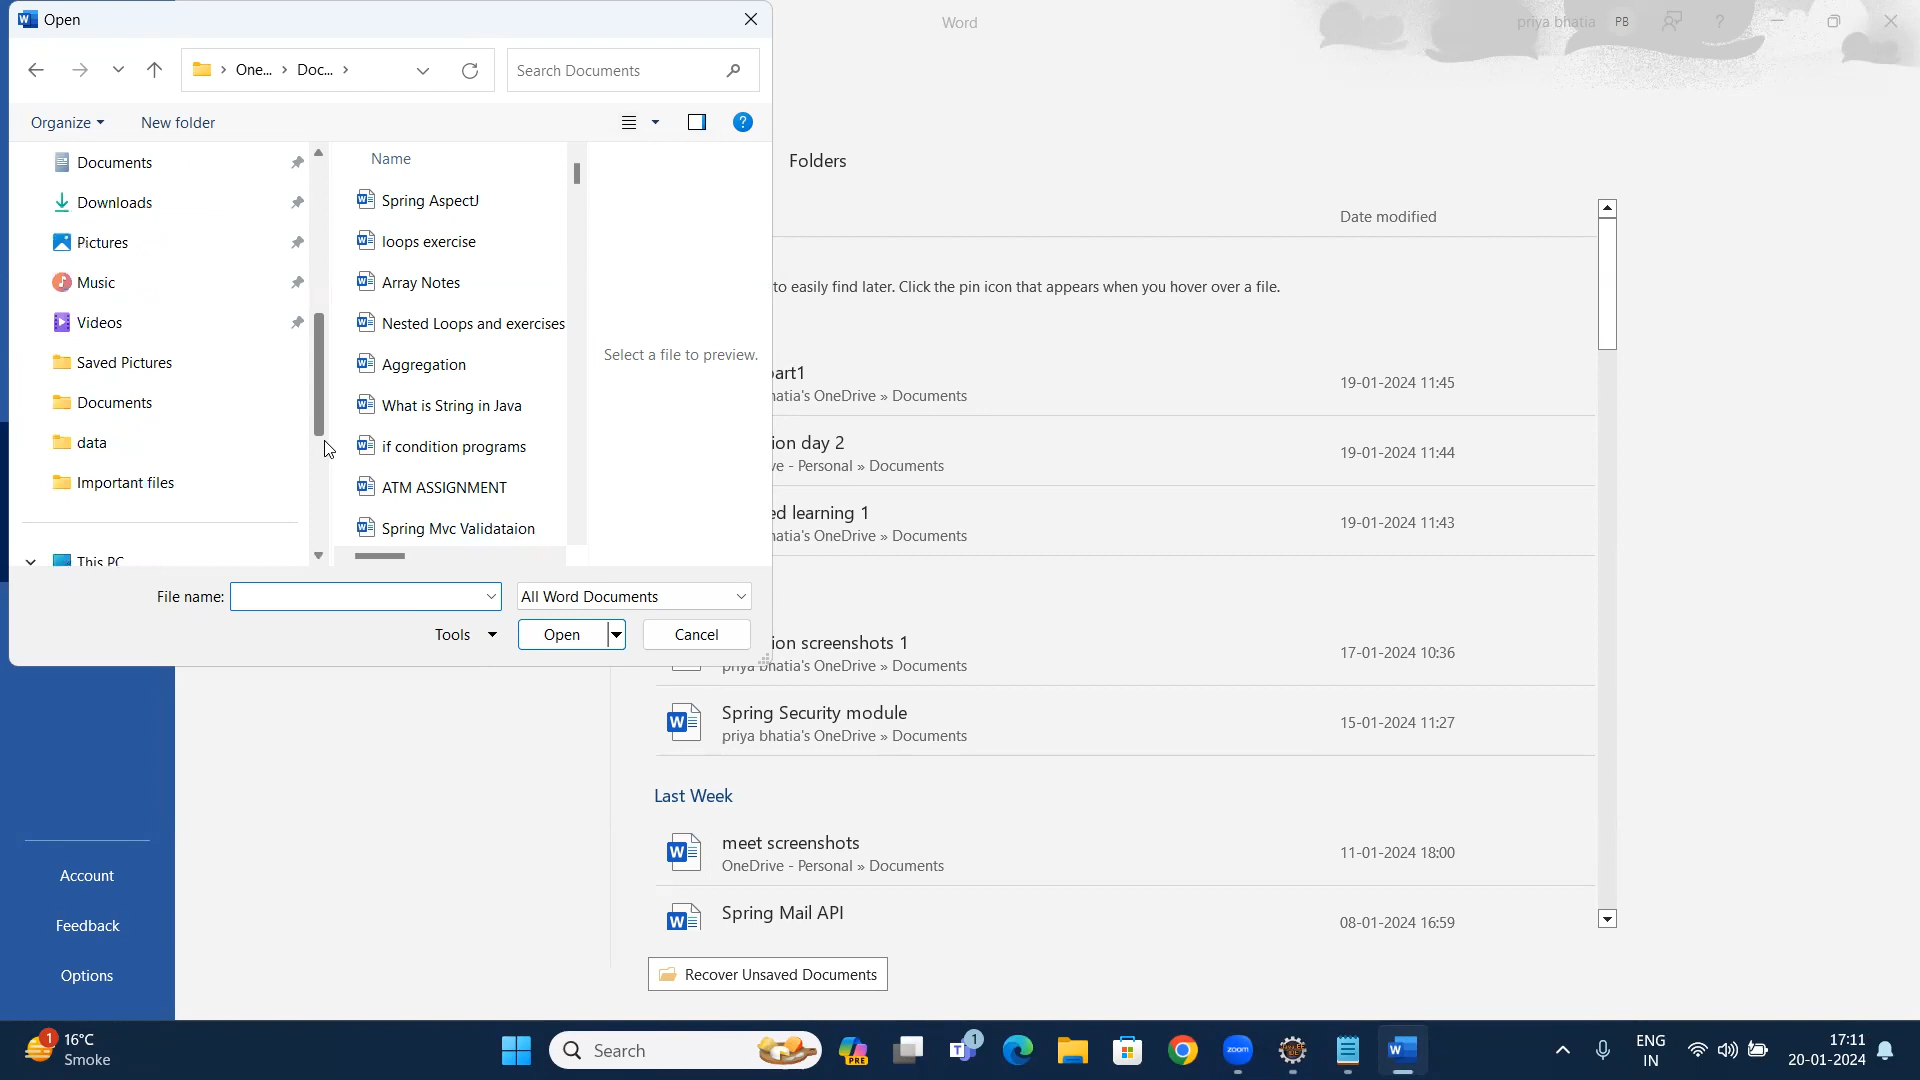 Open
Word
priya bhatia PB
One... Doc...
Search Documents
Organize
New folder
Documents
Downloads
Pictures
Music
Videos
Saved Pictures
Documents
data
Important files
This PC
Name
Spring AspectJ
loops exercise
Array Notes
Nested Loops and exercises
Aggregation
What is String in Java
if condition programs
ATM ASSIGNMENT
Spring Mvc Validataion
Select a file to preview.
File name:
All Word Documents
Tools
Open
Cancel
Folders
Date modified
to easily find later. Click the pin icon that appears when you hover over a file.
part1
hatia's OneDrive » Documents
19-01-2024 11:45
ion day 2
ve - Personal » Documents
19-01-2024 11:44
ed learning 1
hatia's OneDrive » Documents
19-01-2024 11:43
ion screenshots 1
priya bhatia's OneDrive » Documents
17-01-2024 10:36
Spring Security module
priya bhatia's OneDrive » Documents
15-01-2024 11:27
Last Week
meet screenshots
OneDrive - Personal » Documents
11-01-2024 18:00
Spring Mail API
08-01-2024 16:59
Recover Unsaved Documents
Account
Feedback
Options
1
16°C
Smoke
Search
PRE
1
zoom
ENG
IN
17:11
20-01-2024